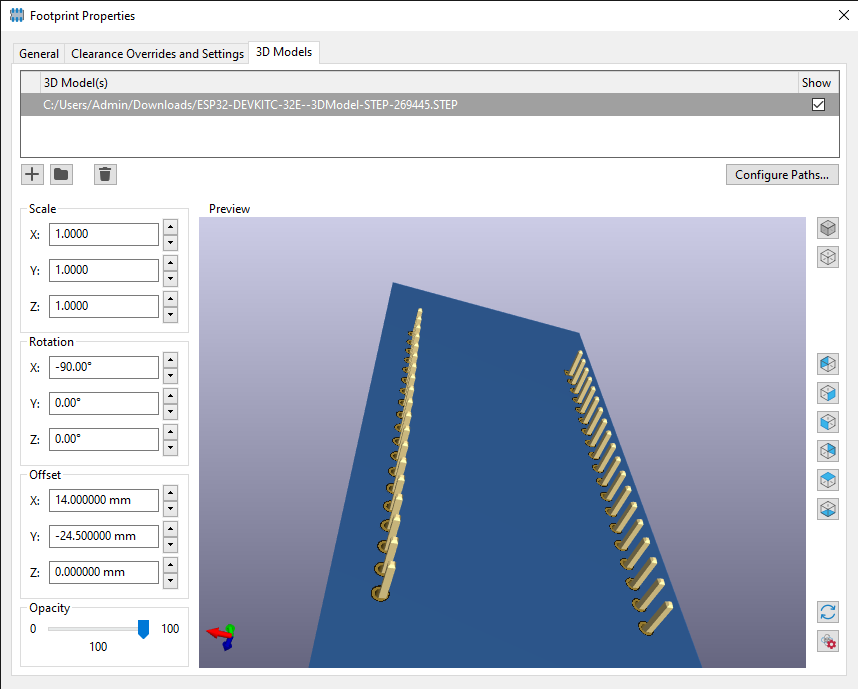 Footprint Properties
General Clearance Overrides and Settings 3D Models
3D Model(s) Show
C:/Users/Admin/Downloads/ESP32-DEVKITC-32E--3DModel-STEP-269445.STEP
Configure Paths...
Scale
X: 1.0000
Y: 1.0000
Z: 1.0000
Rotation
X: -90.00°
Y: 0.00°
Z: 0.00°
Offset
X: 14.000000 mm
Y: -24.500000 mm
Z: 0.000000 mm
Opacity
0 100
100
Preview